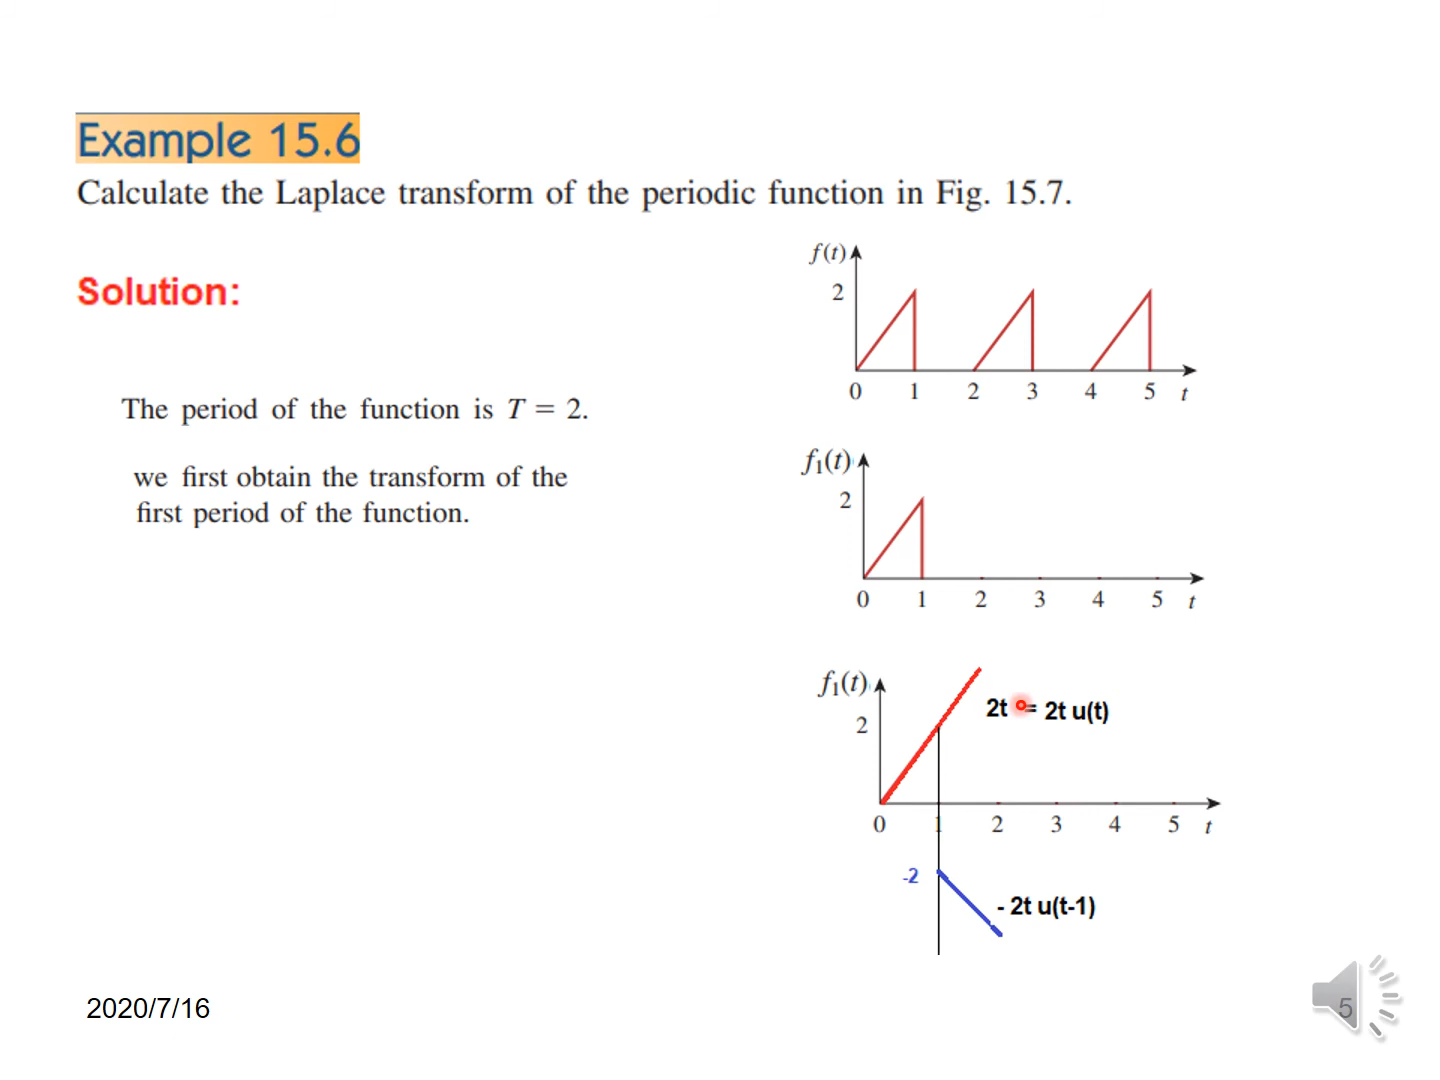 Example 15.6
Calculate the Laplace transform of the periodic function in Fig. 15.7.
Solution:
The period of the function is T = 2.
we first obtain the transform of the
first period of the function.
f(t)
2
0 1 2 3 4 5 t
f₁(t)
2
0 1 2 3 4 5 t
f₁(t)
2
2t = 2t u(t)
0 1 2 3 4 5 t
-2
- 2t u(t-1)
2020/7/16
5